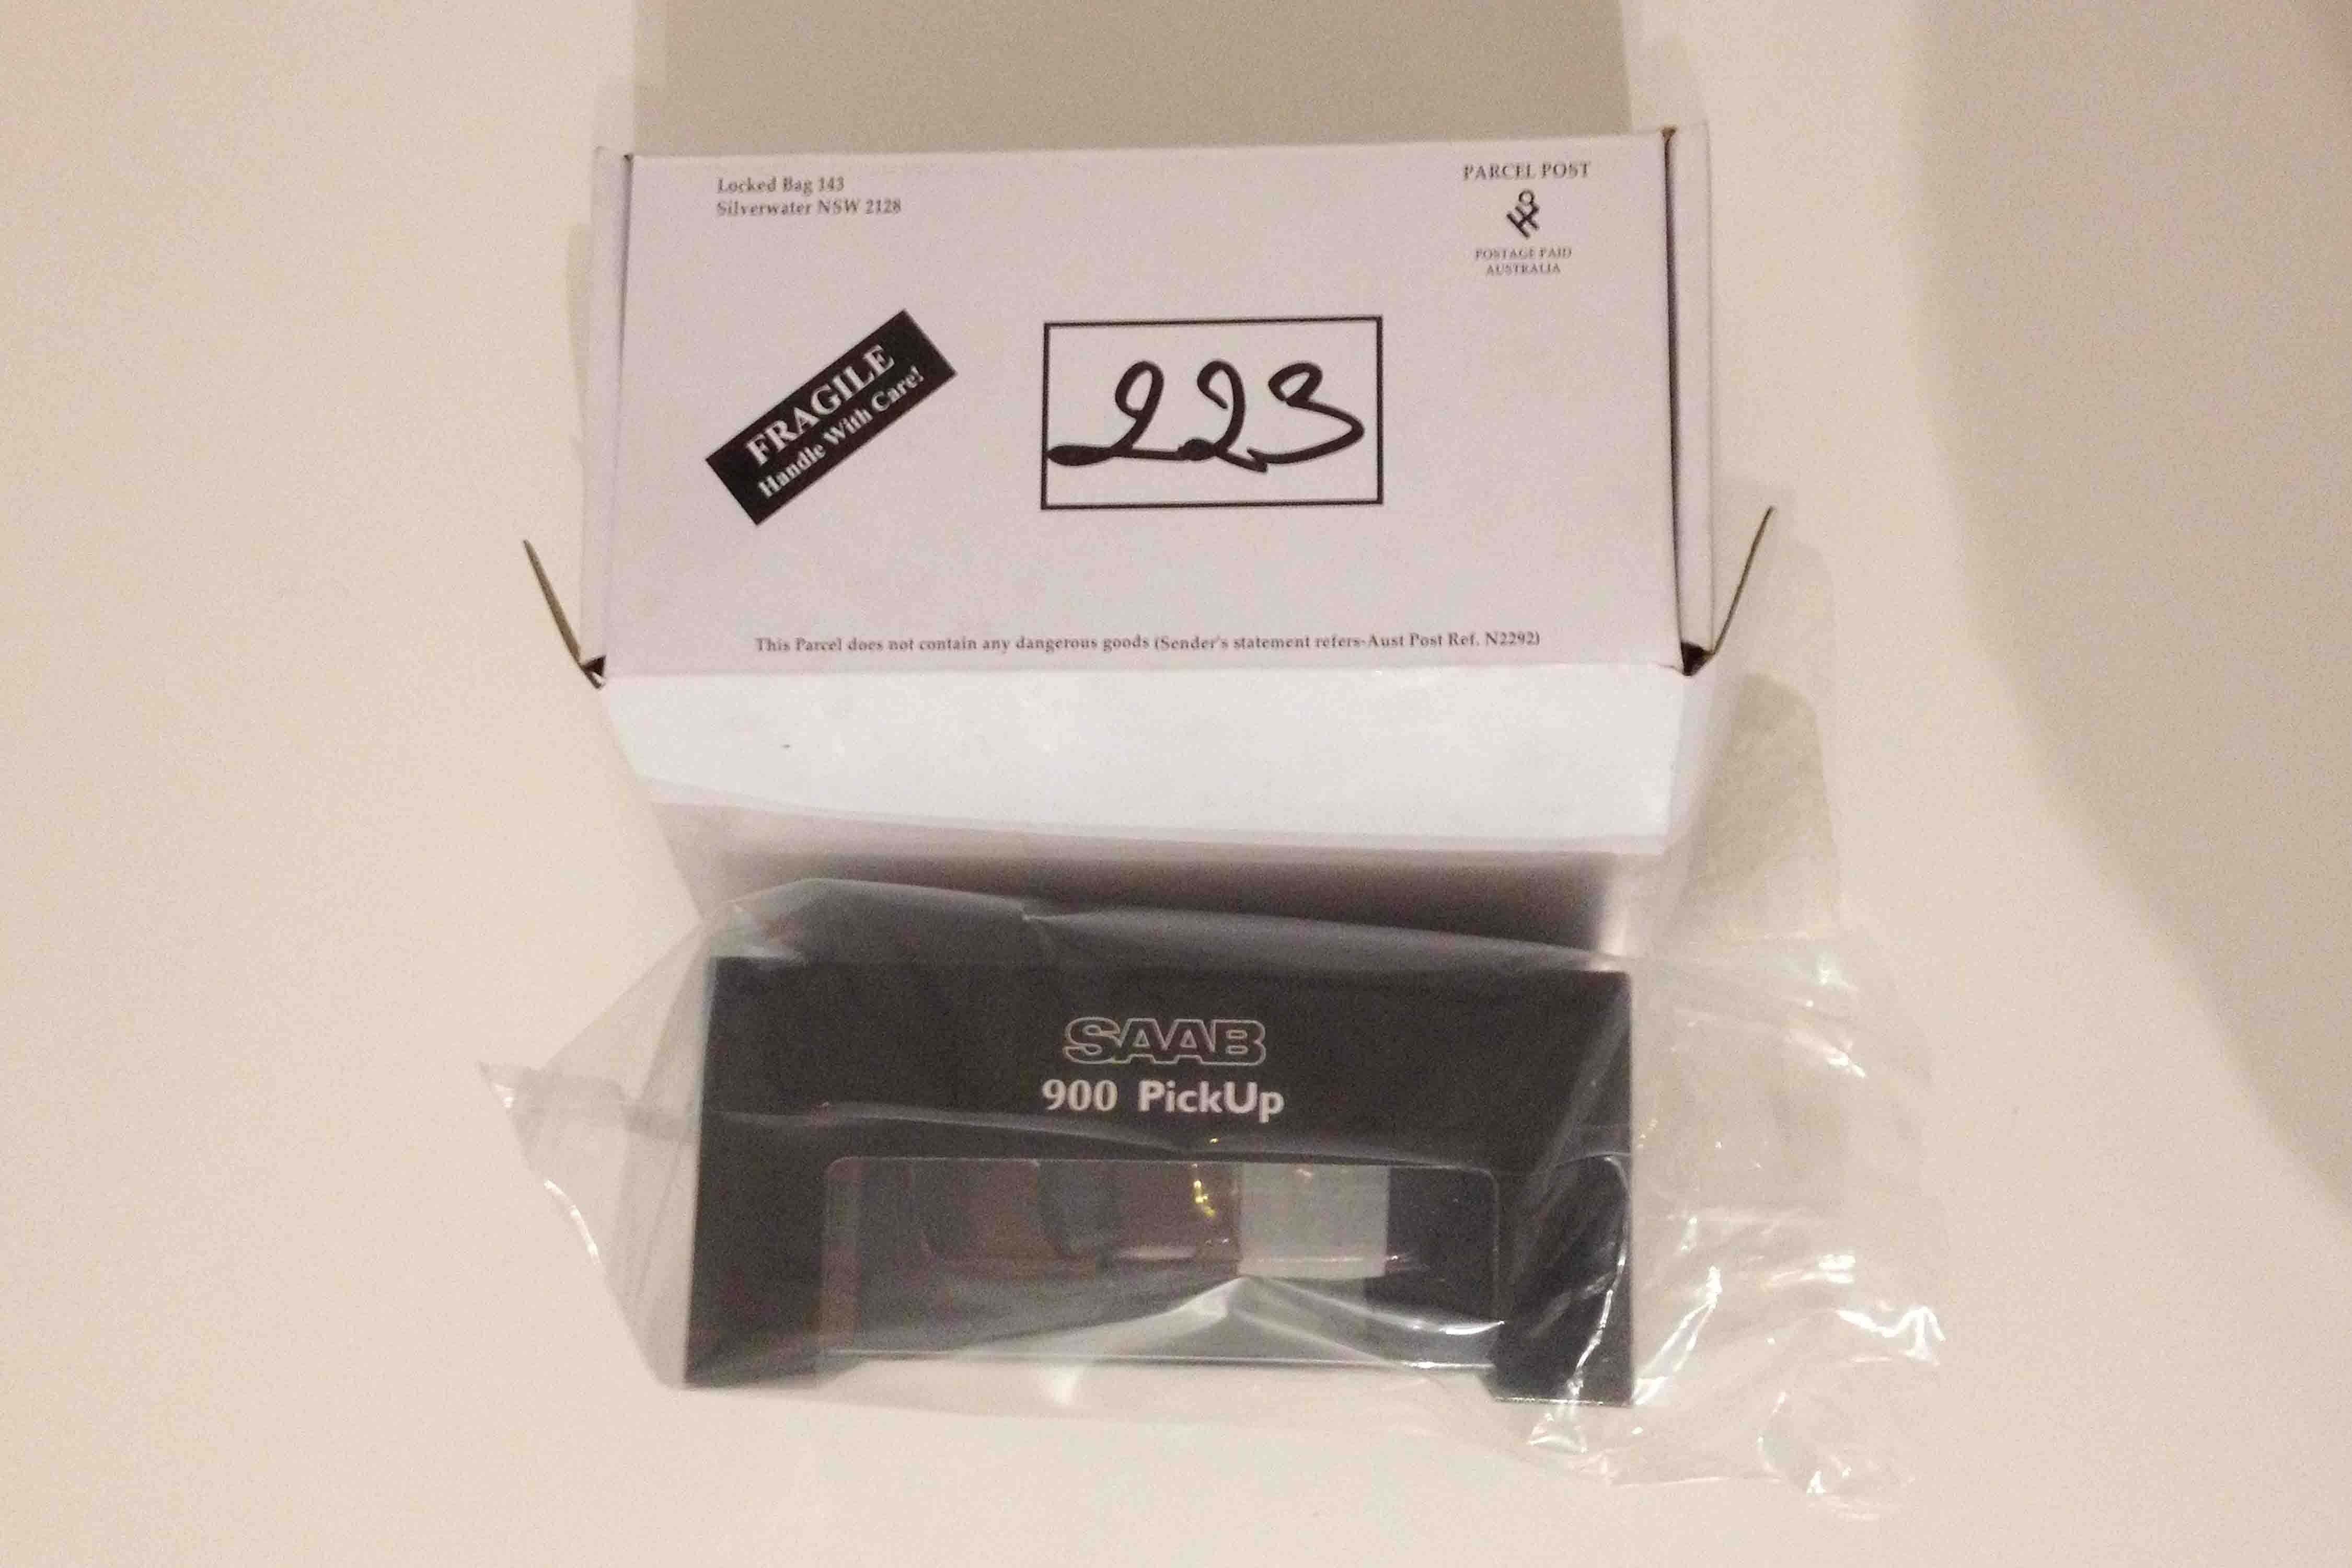 Locked Bag 143
Silverwater NSW 2128
PARCEL POST
POSTAGE PAID
AUSTRALIA
FRAGILE
Handle With Care!
223
This Parcel does not contain any dangerous goods (Sender's statement refers-Aust Post Ref. N2292)
SAAB
900 PickUp